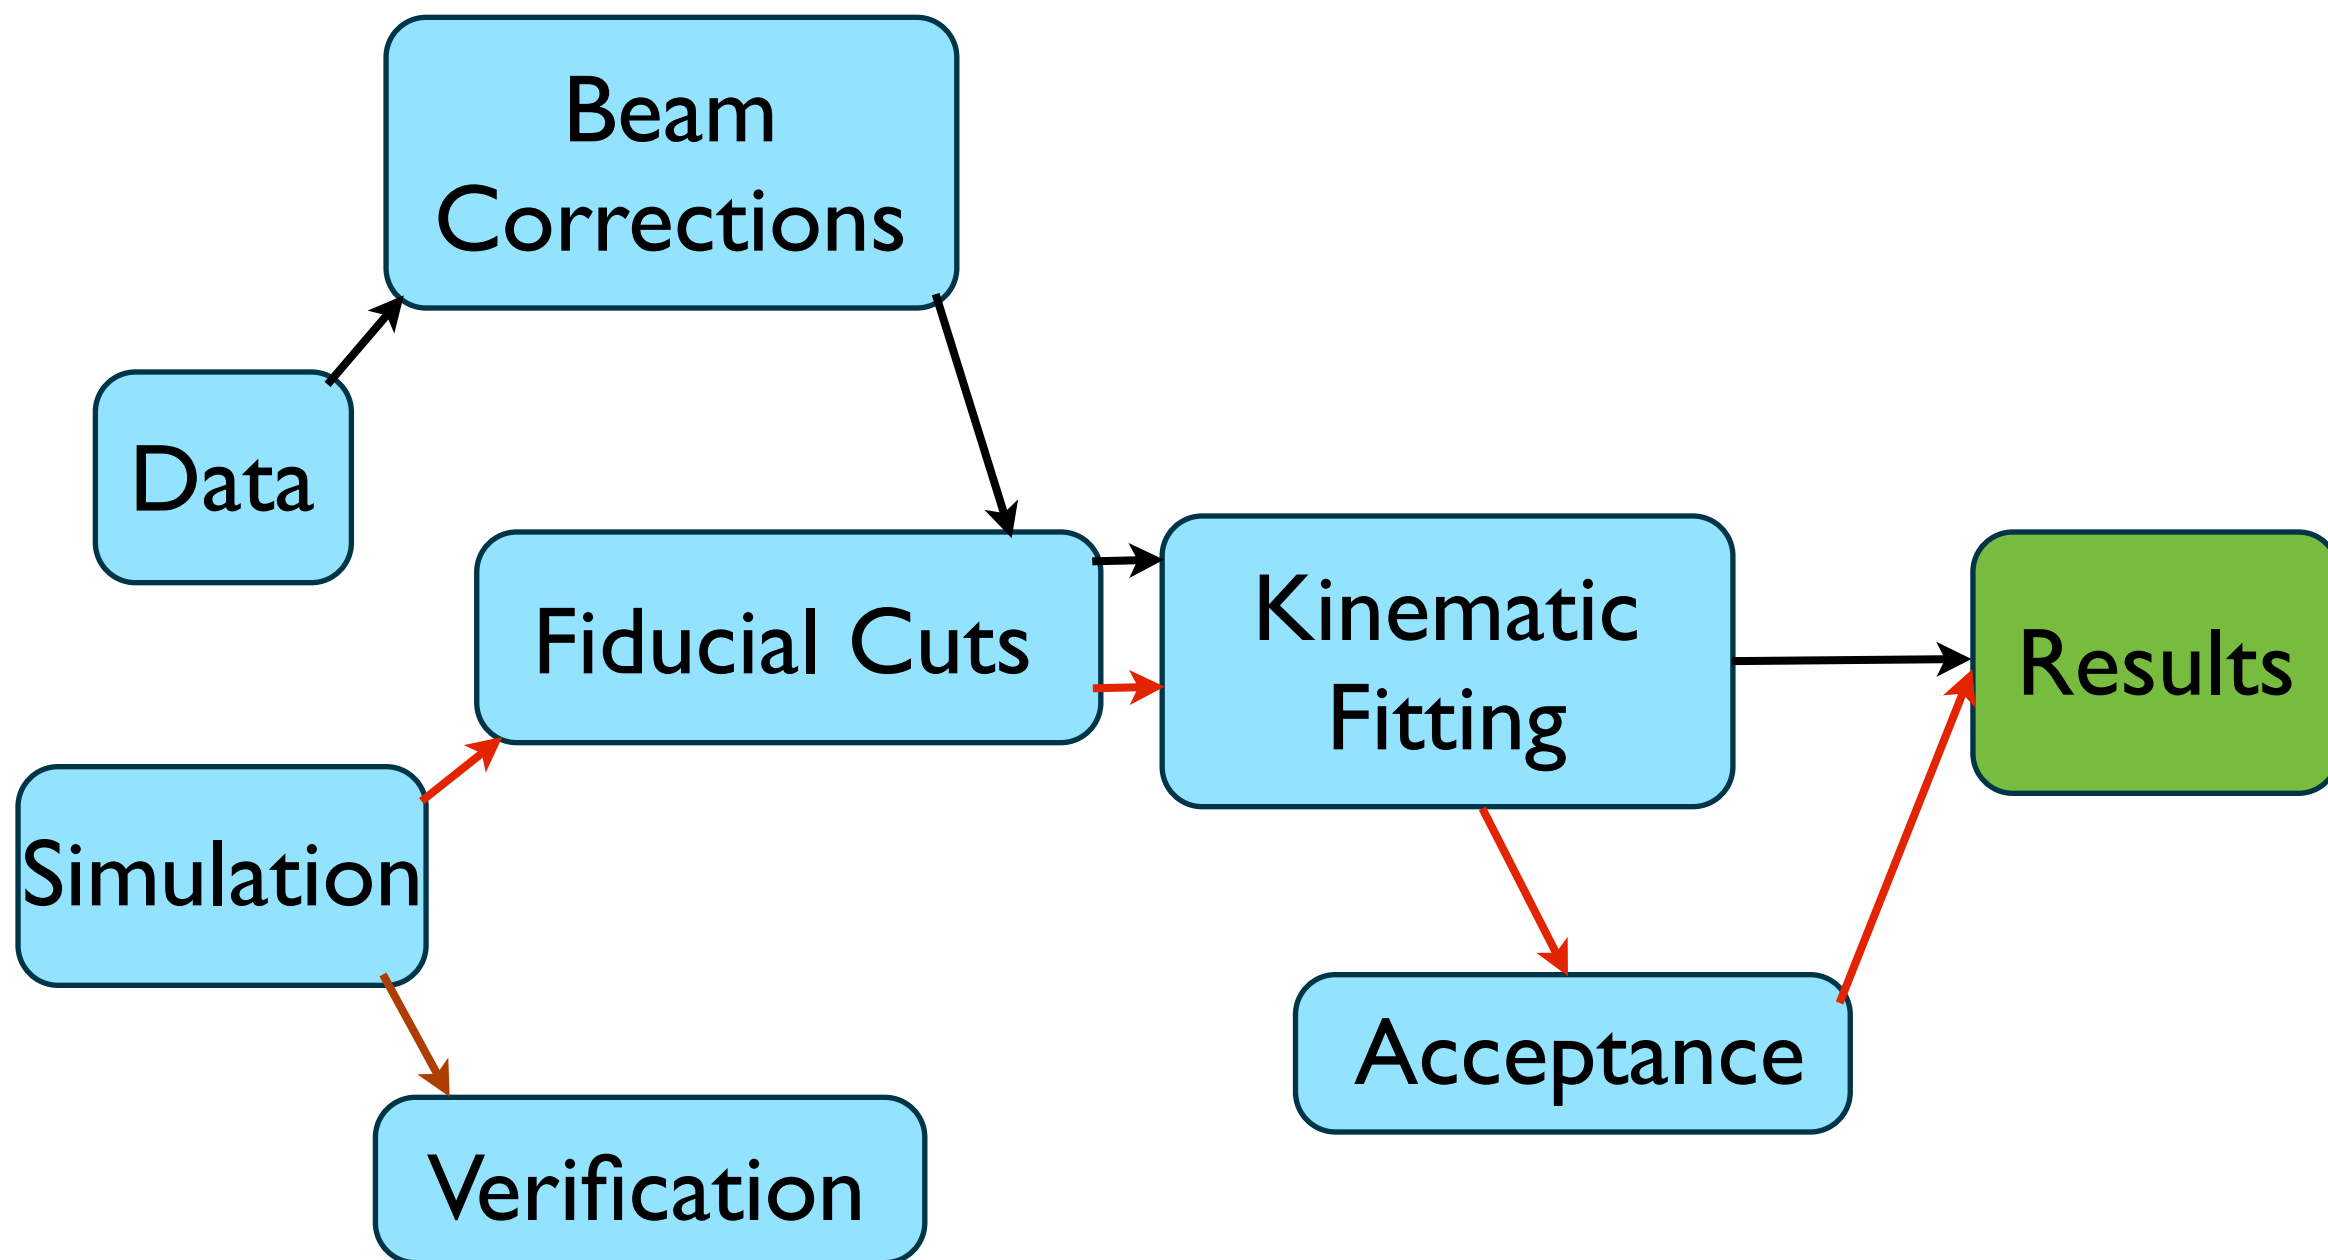 Beam
Corrections
Data
Fiducial Cuts
Kinematic
Fitting
Results
Simulation
Acceptance
Verification